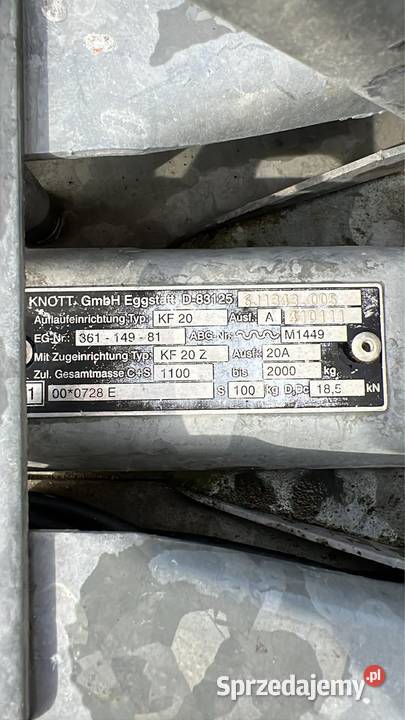 KNOTT GmbH Eggstätt D-83125
Auflaufeinrichtung Typ: KF 20 Ausf. A
EG-Nr.: 361-149-81 ABG-Nr. M1449
Mit Zugeinrichtung Typ: KF 20 Z Ausf: 20A
Zul. Gesamtmasse C+S 1100 bis 2000 kg
1 00*0728 E S 100 kg D,Dc 18,5 kN
Sprzedajemy.pl